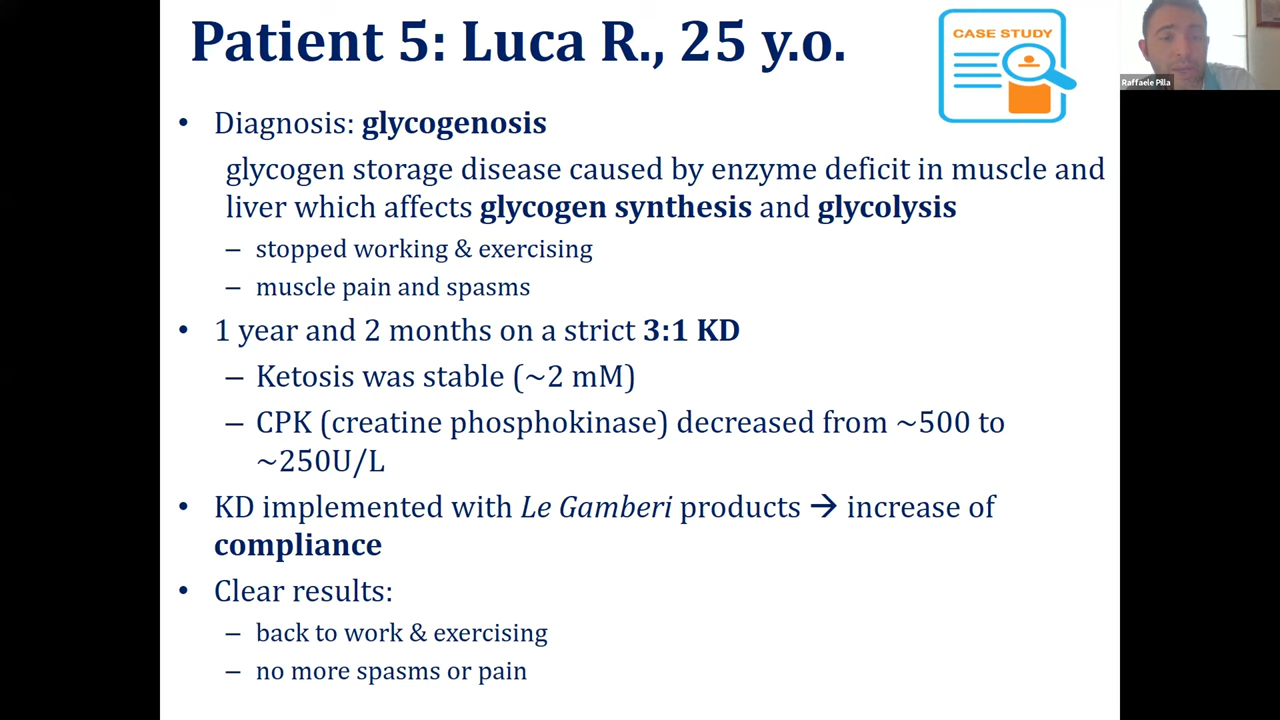 Patient 5: Luca R., 25 y.o.
CASE STUDY
Raffaele Pilla
• Diagnosis: glycogenosis
glycogen storage disease caused by enzyme deficit in muscle and
liver which affects glycogen synthesis and glycolysis
– stopped working & exercising
– muscle pain and spasms
• 1 year and 2 months on a strict 3:1 KD
– Ketosis was stable (~2 mM)
– CPK (creatine phosphokinase) decreased from ~500 to
~250U/L
• KD implemented with Le Gamberi products → increase of
compliance
• Clear results:
– back to work & exercising
– no more spasms or pain